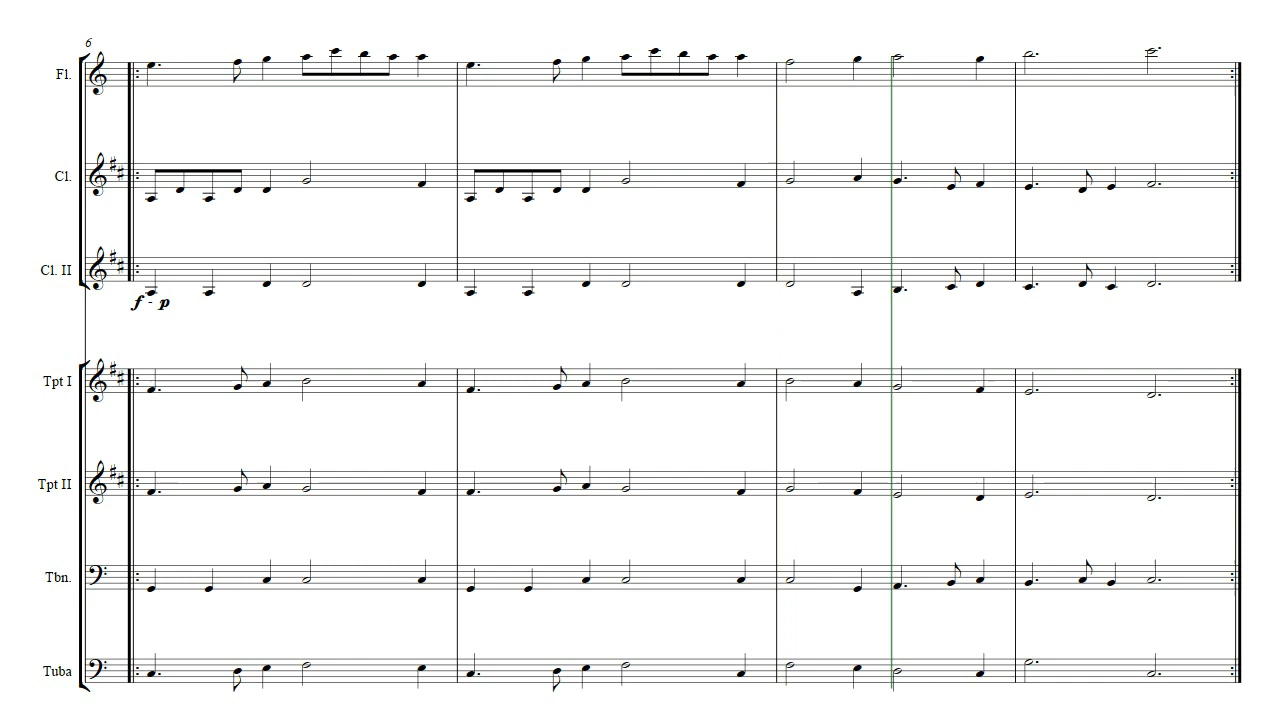 6
Fl.
Cl.
Cl. II
f - p
Tpt I
Tpt II
Tbn.
Tuba